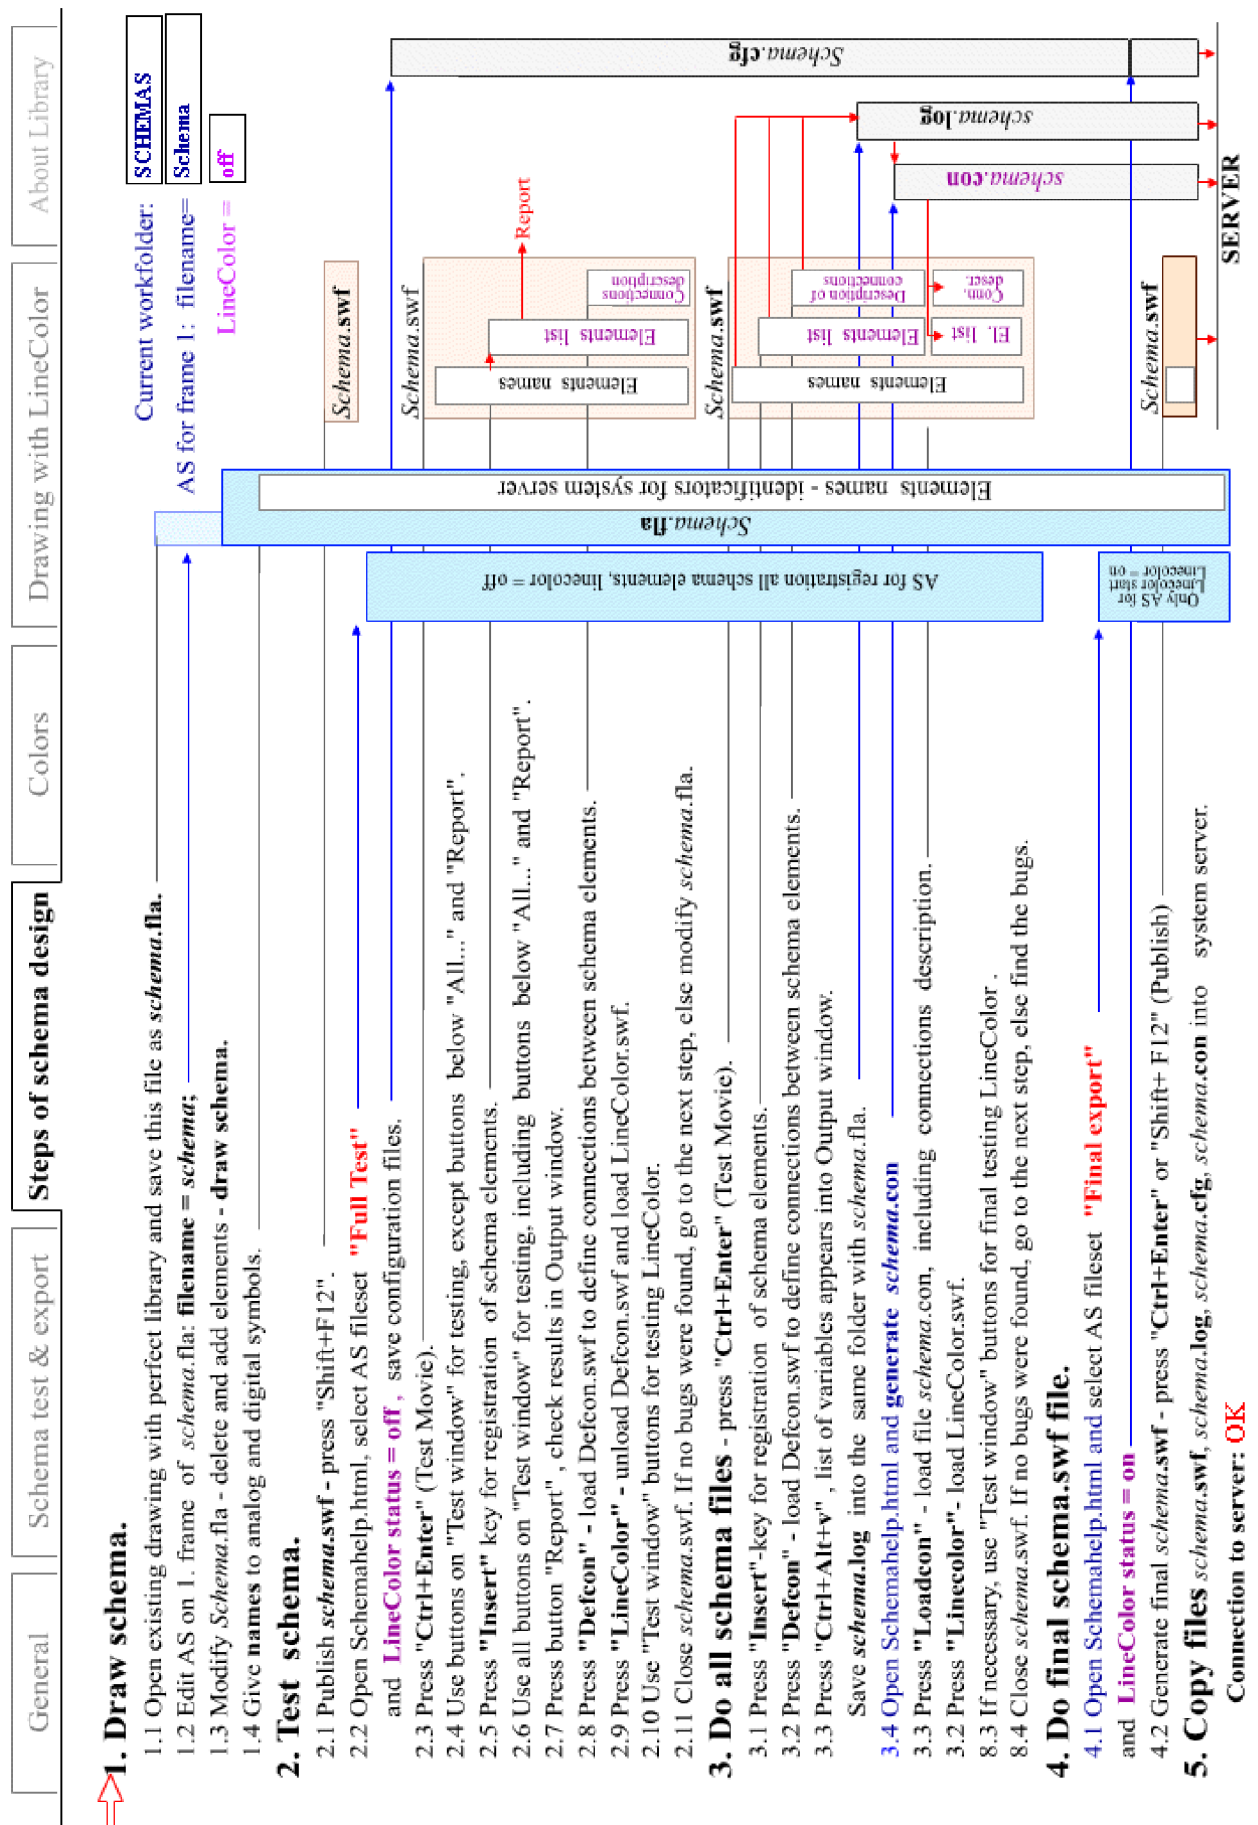 General
Schema test & export
Steps of schema design
Colors
Drawing with LineColor
About Library
Current workfolder: SCHEMAS
AS for frame 1: filename= Schema
LineColor = off
1. Draw schema.
1.1 Open existing drawing with perfect library and save this file as schema.fla.
1.2 Edit AS on 1. frame of schema.fla: filename = schema;
1.3 Modify Schema.fla - delete and add elements - draw schema.
1.4 Give names to analog and digital symbols.
2. Test schema.
2.1 Publish schema.swf - press "Shift+F12".
2.2 Open Schemahelp.html, select AS fileset "Full Test"
and LineColor status = off , save configuration files.
2.3 Press "Ctrl+Enter" (Test Movie).
2.4 Use buttons on "Test window" for testing, except buttons below "All..." and "Report".
2.5 Press "Insert" key for registration of schema elements.
2.6 Use all buttons on "Test window" for testing, including buttons below "All..." and "Report".
2.7 Press button "Report" , check results in Output window.
2.8 Press "Defcon" - load Defcon.swf to define connections between schema elements.
2.9 Press "LineColor" - unload Defcon.swf and load LineColor.swf.
2.10 Use "Test window" buttons for testing LineColor.
2.11 Close schema.swf. If no bugs were found, go to the next step, else modify schema.fla.
3. Do all schema files - press "Ctrl+Enter" (Test Movie).
3.1 Press "Insert"-key for registration of schema elements.
3.2 Press "Defcon" - load Defcon.swf to define connections between schema elements.
3.3 Press "Ctrl+Alt+v" , list of variables appears into Output window.
Save schema.log into the same folder with schema.fla.
3.4 Open Schemahelp.html and generate schema.con
3.3 Press "Loadcon" - load file schema.con, including connections description.
3.2 Press "Linecolor"- load LineColor.swf.
8.3 If necessary, use "Test window" buttons for final testing LineColor .
8.4 Close schema.swf. If no bugs were found, go to the next step, else find the bugs.
4. Do final schema.swf file.
4.1 Open Schemahelp.html and select AS fileset "Final export"
and LineColor status = on
4.2 Generate final schema.swf - press "Ctrl+Enter" or "Shift+ F12" (Publish)
5. Copy files schema.swf, schema.log, schema.cfg, schema.con into system server.
Connection to server: OK
AS for registration all schema elements, linecolor = off
Only AS for
Linecolor start
Linecolor = on
Schema.fla
Elements names - identificators for system server
Schema.swf
Schema.swf
Elements names
Elements list
Connections
description
Report
Schema.swf
Elements names
Elements list
Description of
connections
El. list
Conn.
descr.
Schema.swf
schema.con
schema.log
Schema.cfg
SERVER